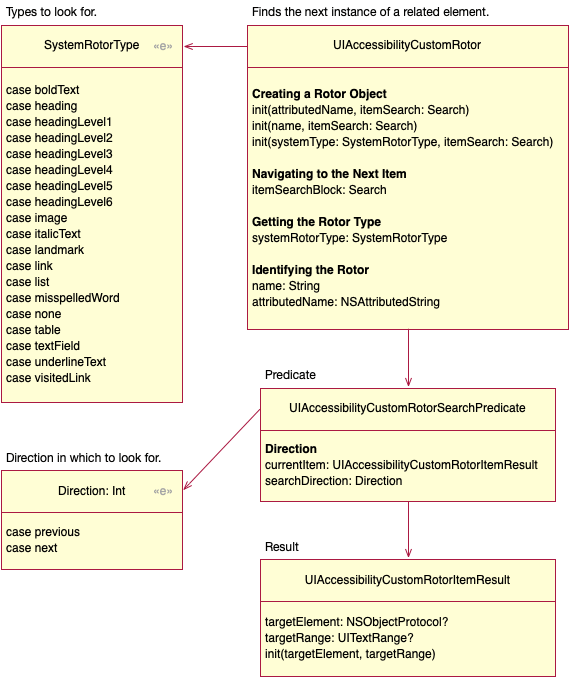 Types to look for.
SystemRotorType «e»
case boldText
case heading
case headingLevel1
case headingLevel2
case headingLevel3
case headingLevel4
case headingLevel5
case headingLevel6
case image
case italicText
case landmark
case link
case list
case misspelledWord
case none
case table
case textField
case underlineText
case visitedLink
Finds the next instance of a related element.
UIAccessibilityCustomRotor
Creating a Rotor Object
init(attributedName, itemSearch: Search)
init(name, itemSearch: Search)
init(systemType: SystemRotorType, itemSearch: Search)
Navigating to the Next Item
itemSearchBlock: Search
Getting the Rotor Type
systemRotorType: SystemRotorType
Identifying the Rotor
name: String
attributedName: NSAttributedString
Predicate
UIAccessibilityCustomRotorSearchPredicate
Direction
currentItem: UIAccessibilityCustomRotorItemResult
searchDirection: Direction
Direction in which to look for.
Direction: Int «e»
case previous
case next
Result
UIAccessibilityCustomRotorItemResult
targetElement: NSObjectProtocol?
targetRange: UITextRange?
init(targetElement, targetRange)